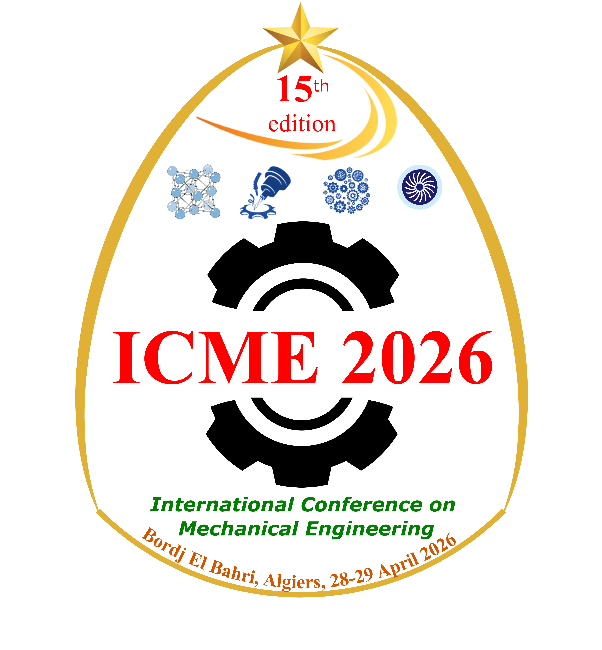 15th
edition
ICME 2026
International Conference on
Mechanical Engineering
Bordj El Bahri, Algiers, 28-29 April 2026